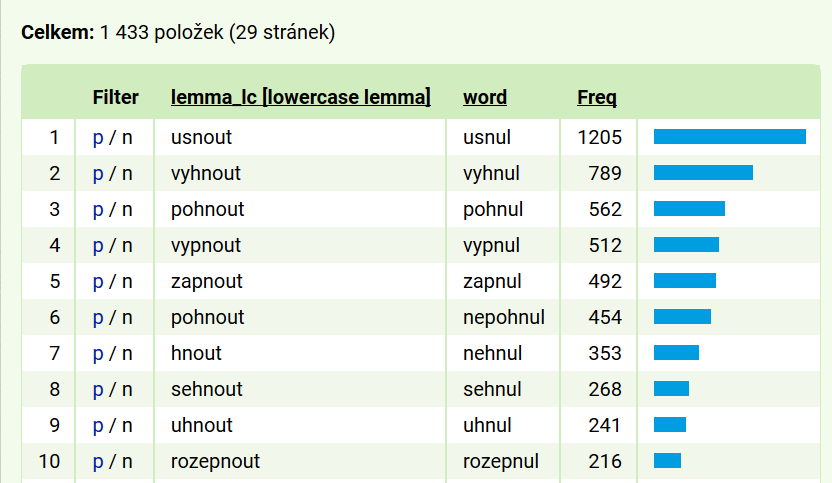 Celkem: 1 433 položek (29 stránek)
Filter lemma_lc [lowercase lemma] word Freq
1 p / n usnout usnul 1205
2 p / n vyhnout vyhnul 789
3 p / n pohnout pohnul 562
4 p / n vypnout vypnul 512
5 p / n zapnout zapnul 492
6 p / n pohnout nepohnul 454
7 p / n hnout nehnul 353
8 p / n sehnout sehnul 268
9 p / n uhnout uhnul 241
10 p / n rozepnout rozepnul 216